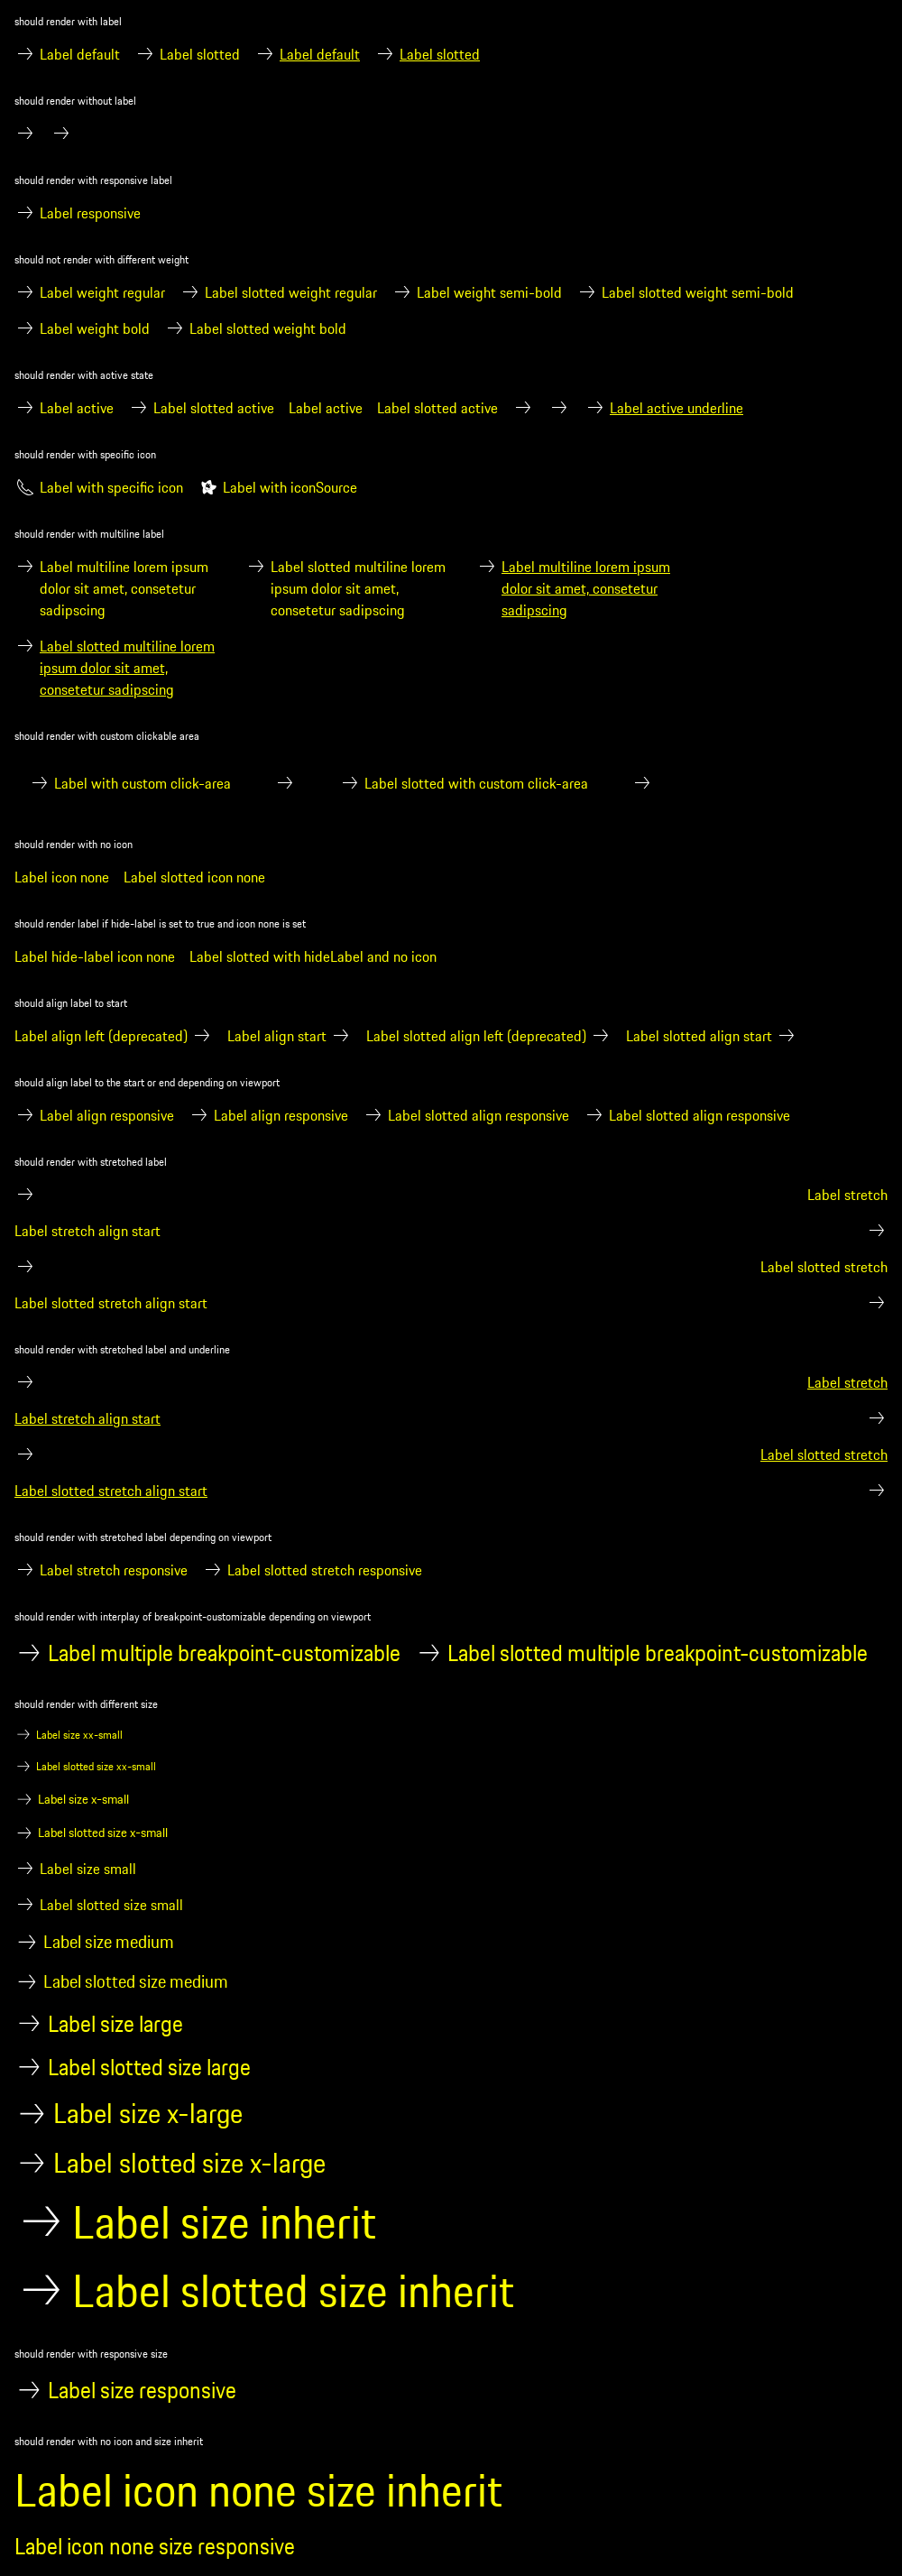 should render with label
Label default Label slotted Label default Label slotted
should render without label
should render with responsive label
Label responsive
should not render with different weight
Label weight regular Label slotted weight regular Label weight semi-bold Label slotted weight semi-bold
Label weight bold Label slotted weight bold
should render with active state
Label active Label slotted active Label active Label slotted active Label active underline
should render with specific icon
Label with specific icon Label with iconSource
should render with multiline label
Label multiline lorem ipsum Label slotted multiline lorem Label multiline lorem ipsum
dolor sit amet, consetetur ipsum dolor sit amet, dolor sit amet, consetetur
sadipscing consetetur sadipscing sadipscing
Label slotted multiline lorem
ipsum dolor sit amet,
consetetur sadipscing
should render with custom clickable area
Label with custom click-area Label slotted with custom click-area
should render with no icon
Label icon none Label slotted icon none
should render label if hide-label is set to true and icon none is set
Label hide-label icon none Label slotted with hideLabel and no icon
should align label to start
Label align left (deprecated) Label align start Label slotted align left (deprecated) Label slotted align start
should align label to the start or end depending on viewport
Label align responsive Label align responsive Label slotted align responsive Label slotted align responsive
should render with stretched label
Label stretch
Label stretch align start
Label slotted stretch
Label slotted stretch align start
should render with stretched label and underline
Label stretch
Label stretch align start
Label slotted stretch
Label slotted stretch align start
should render with stretched label depending on viewport
Label stretch responsive Label slotted stretch responsive
should render with interplay of breakpoint-customizable depending on viewport
Label multiple breakpoint-customizable Label slotted multiple breakpoint-customizable
should render with different size
Label size xx-small
Label slotted size xx-small
Label size x-small
Label slotted size x-small
Label size small
Label slotted size small
Label size medium
Label slotted size medium
Label size large
Label slotted size large
Label size x-large
Label slotted size x-large
Label size inherit
Label slotted size inherit
should render with responsive size
Label size responsive
should render with no icon and size inherit
Label icon none size inherit
Label icon none size responsive